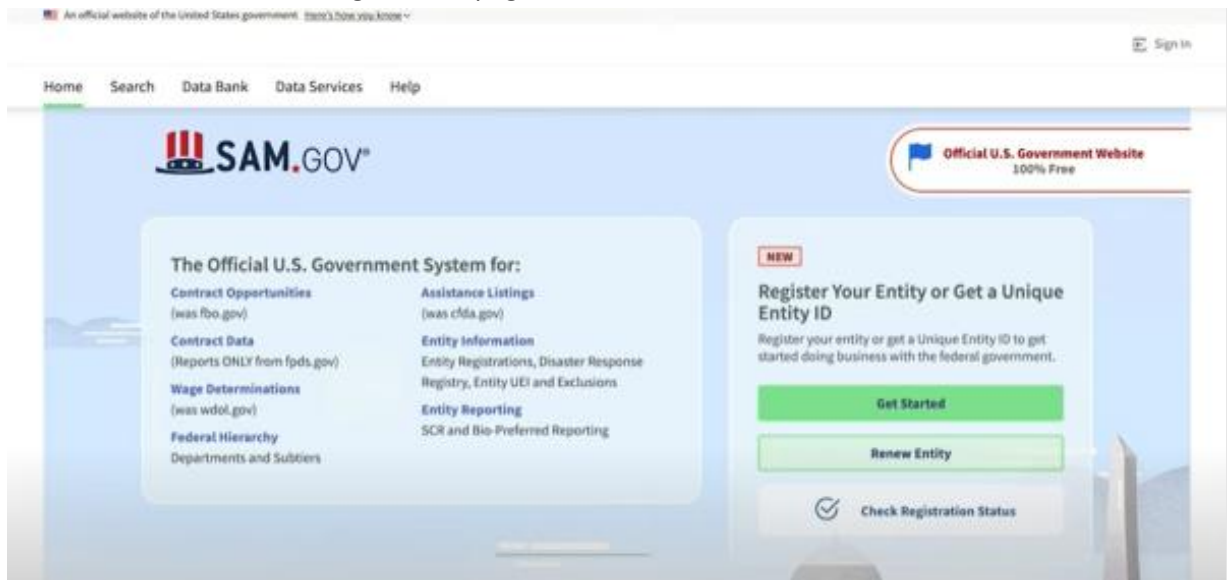 An official website of the United States government Here's how you know
Sign In
Home Search Data Bank Data Services Help
SAM.GOV®
Official U.S. Government Website
100% Free
The Official U.S. Government System for:
Contract Opportunities
(was fbo.gov)
Contract Data
(Reports ONLY from fpds.gov)
Wage Determinations
(was wdol.gov)
Federal Hierarchy
Departments and Subtiers
Assistance Listings
(was cfda.gov)
Entity Information
Entity Registrations, Disaster Response
Registry, Entity UEI and Exclusions
Entity Reporting
SCR and Bio-Preferred Reporting
NEW
Register Your Entity or Get a Unique
Entity ID
Register your entity or get a Unique Entity ID to get
started doing business with the federal government.
Get Started
Renew Entity
Check Registration Status